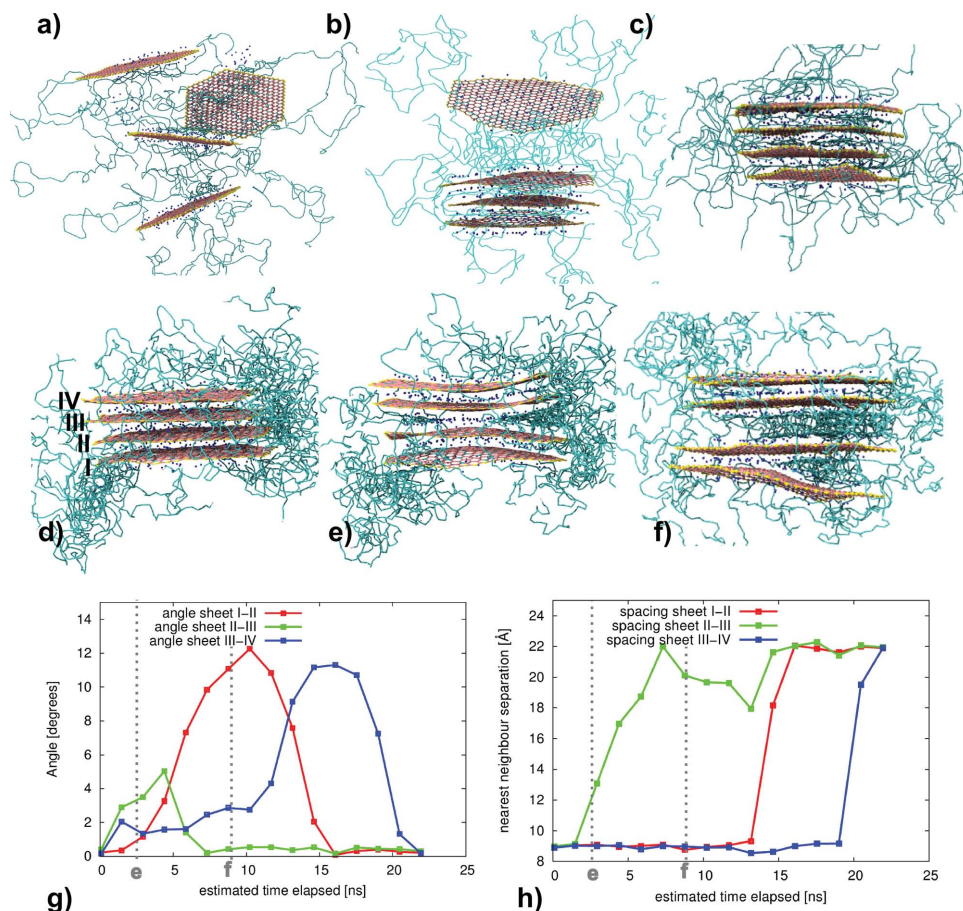 a)
b)
c)
IV
III
II
I
d)
e)
f)
angle sheet I-II
angle sheet II-III
angle sheet III-IV
14
12
10
8
6
4
2
0
Angle [degrees]
e
f
0 5 10 15 20 25
estimated time elapsed [ns]
g)
spacing sheet I-II
spacing sheet II-III
spacing sheet III-IV
24
22
20
18
16
14
12
10
8
nearest neighbour separation [Å]
e
f
0 5 10 15 20 25
estimated time elapsed [ns]
h)